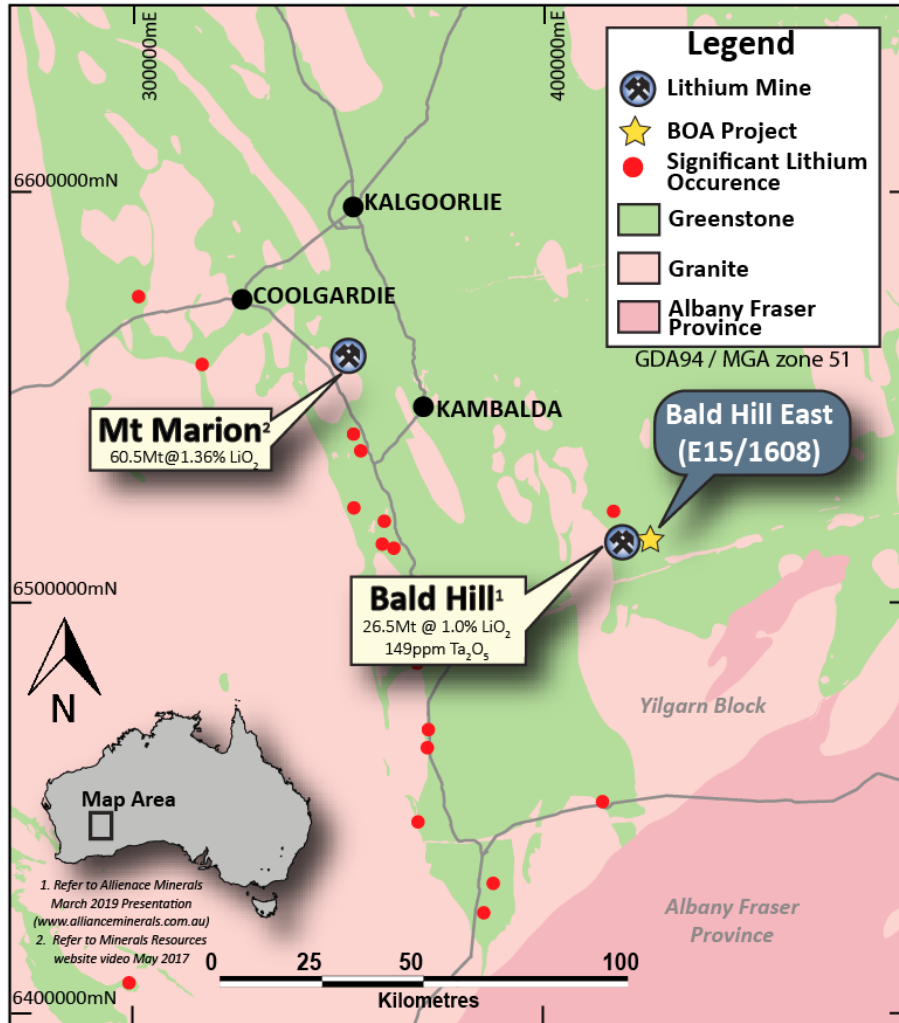 300000mE
400000mE
Legend
Lithium Mine
BOA Project
Significant Lithium
Occurence
Greenstone
Granite
Albany Fraser
Province
GDA94 / MGA zone 51
6600000mN
KALGOORLIE
COOLGARDIE
KAMBALDA
Mt Marion²
60.5Mt@1.36% LiO₂
Bald Hill East
(E15/1608)
6500000mN
Bald Hill¹
26.5Mt @ 1.0% LiO₂
149ppm Ta₂O₅
N
Yilgarn Block
Map Area
Albany Fraser
Province
1. Refer to Allienace Minerals
March 2019 Presentation
(www.allianceminerals.com.au)
2. Refer to Minerals Resources
website video May 2017
0 25 50 100
Kilometres
6400000mN